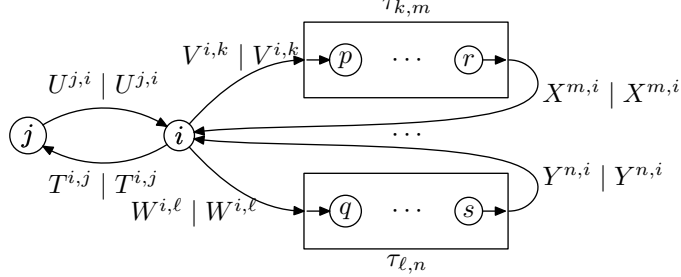 τ_{k,m}
V^{i,k} | V^{i,k}
p ··· r
U^{j,i} | U^{j,i}
X^{m,i} | X^{m,i}
j i ···
T^{i,j} | T^{i,j}
Y^{n,i} | Y^{n,i}
W^{i,ℓ} | W^{i,ℓ}
q ··· s
τ_{ℓ,n}